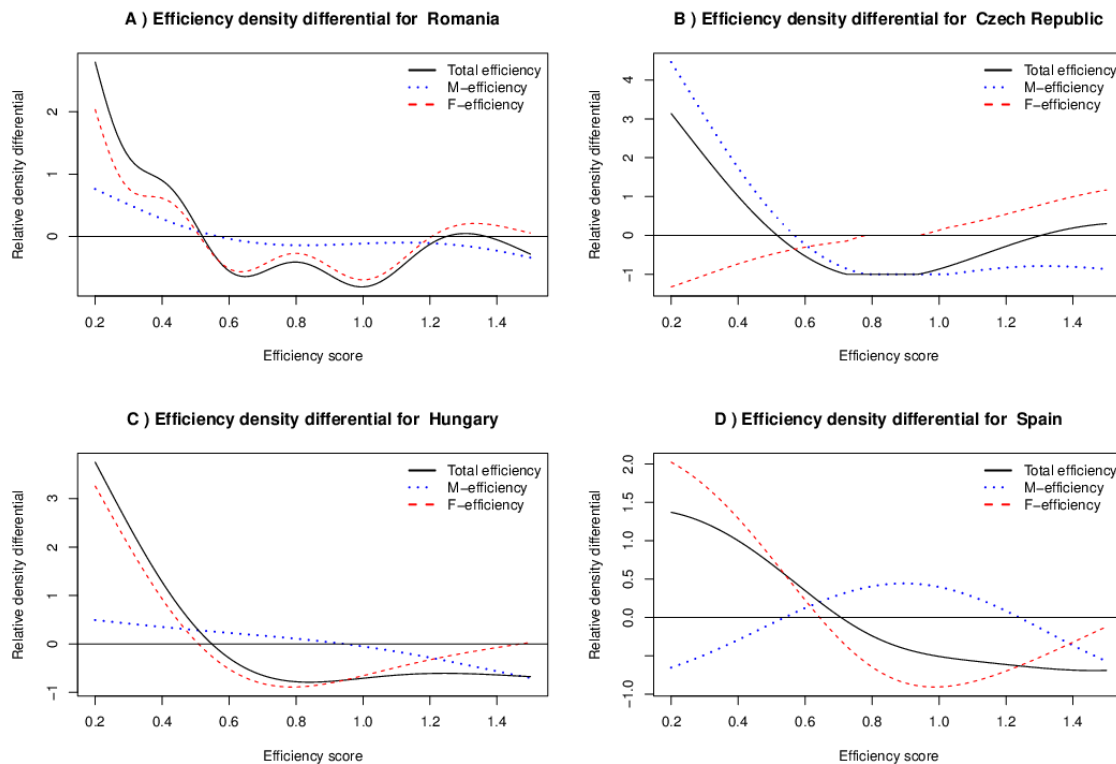 A ) Efficiency density differential for  Romania
Relative density differential
2
1
0
Total efficiency
M−efficiency
F−efficiency
0.2 0.4 0.6 0.8 1.0 1.2 1.4
Efficiency score
B ) Efficiency density differential for  Czech Republic
Relative density differential
4
3
2
1
0
−1
Total efficiency
M−efficiency
F−efficiency
0.2 0.4 0.6 0.8 1.0 1.2 1.4
Efficiency score
C ) Efficiency density differential for  Hungary
Relative density differential
3
2
1
0
−1
Total efficiency
M−efficiency
F−efficiency
0.2 0.4 0.6 0.8 1.0 1.2 1.4
Efficiency score
D ) Efficiency density differential for  Spain
Relative density differential
2.0
1.5
1.0
0.5
0.0
−1.0
Total efficiency
M−efficiency
F−efficiency
0.2 0.4 0.6 0.8 1.0 1.2 1.4
Efficiency score